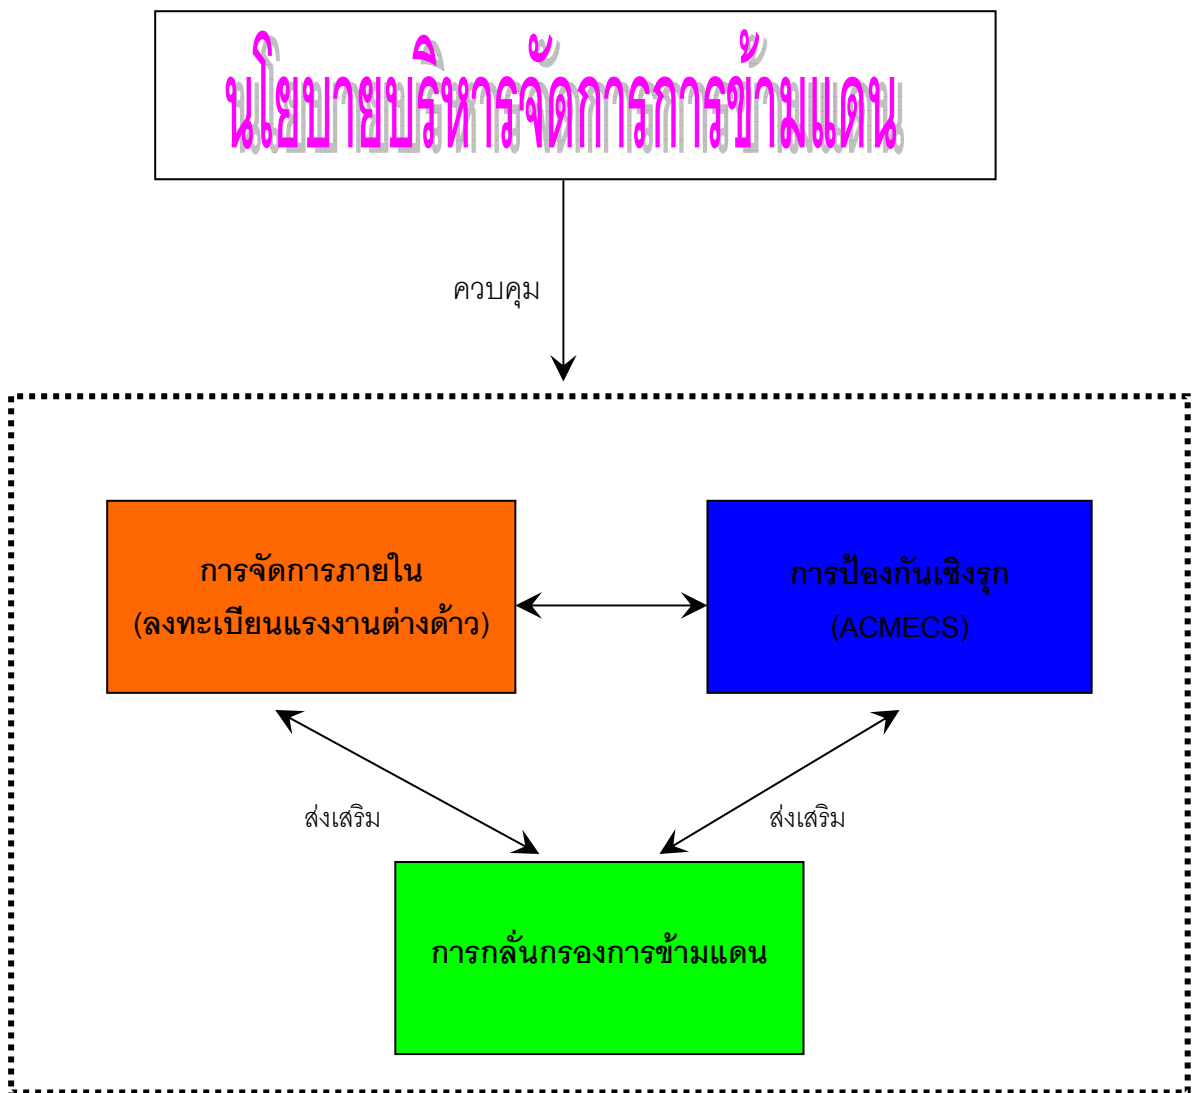 นโยบายบริหารจัดการการข้ามแดน
ควบคุม
การจัดการภายใน
(ลงทะเบียนแรงงานต่างด้าว)
การป้องกันเชิงรุก
(ACMECS)
ส่งเสริม
ส่งเสริม
การกลั่นกรองการข้ามแดน